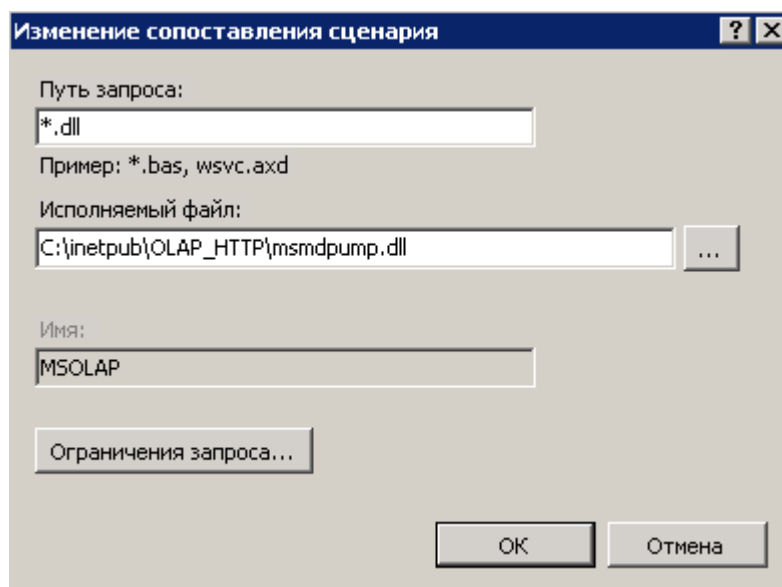 Изменение сопоставления сценария
Путь запроса:
*.dll
Пример: *.bas, wsvc.axd
Исполняемый файл:
C:\inetpub\OLAP_HTTP\msmdpump.dll
...
Имя:
MSOLAP
Ограничения запроса...
ОК
Отмена